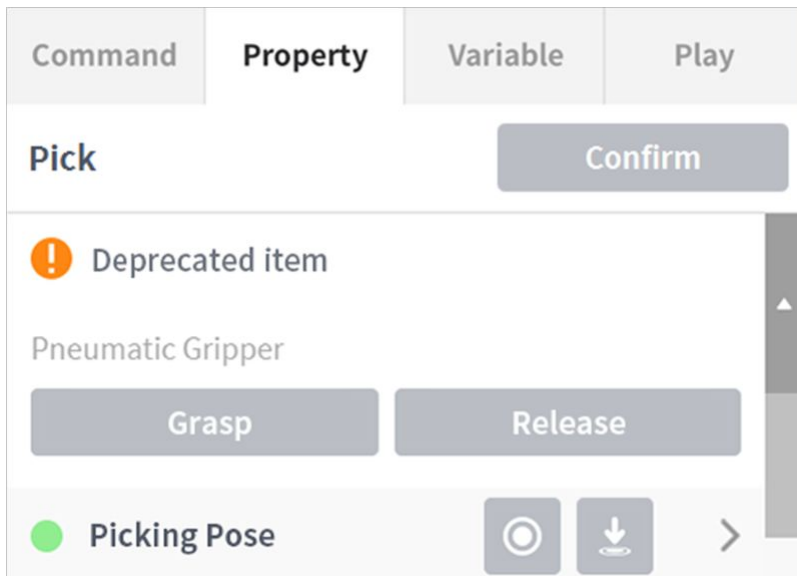 Command Property Variable Play
Pick Confirm
Deprecated item
Pneumatic Gripper
Grasp Release
Picking Pose